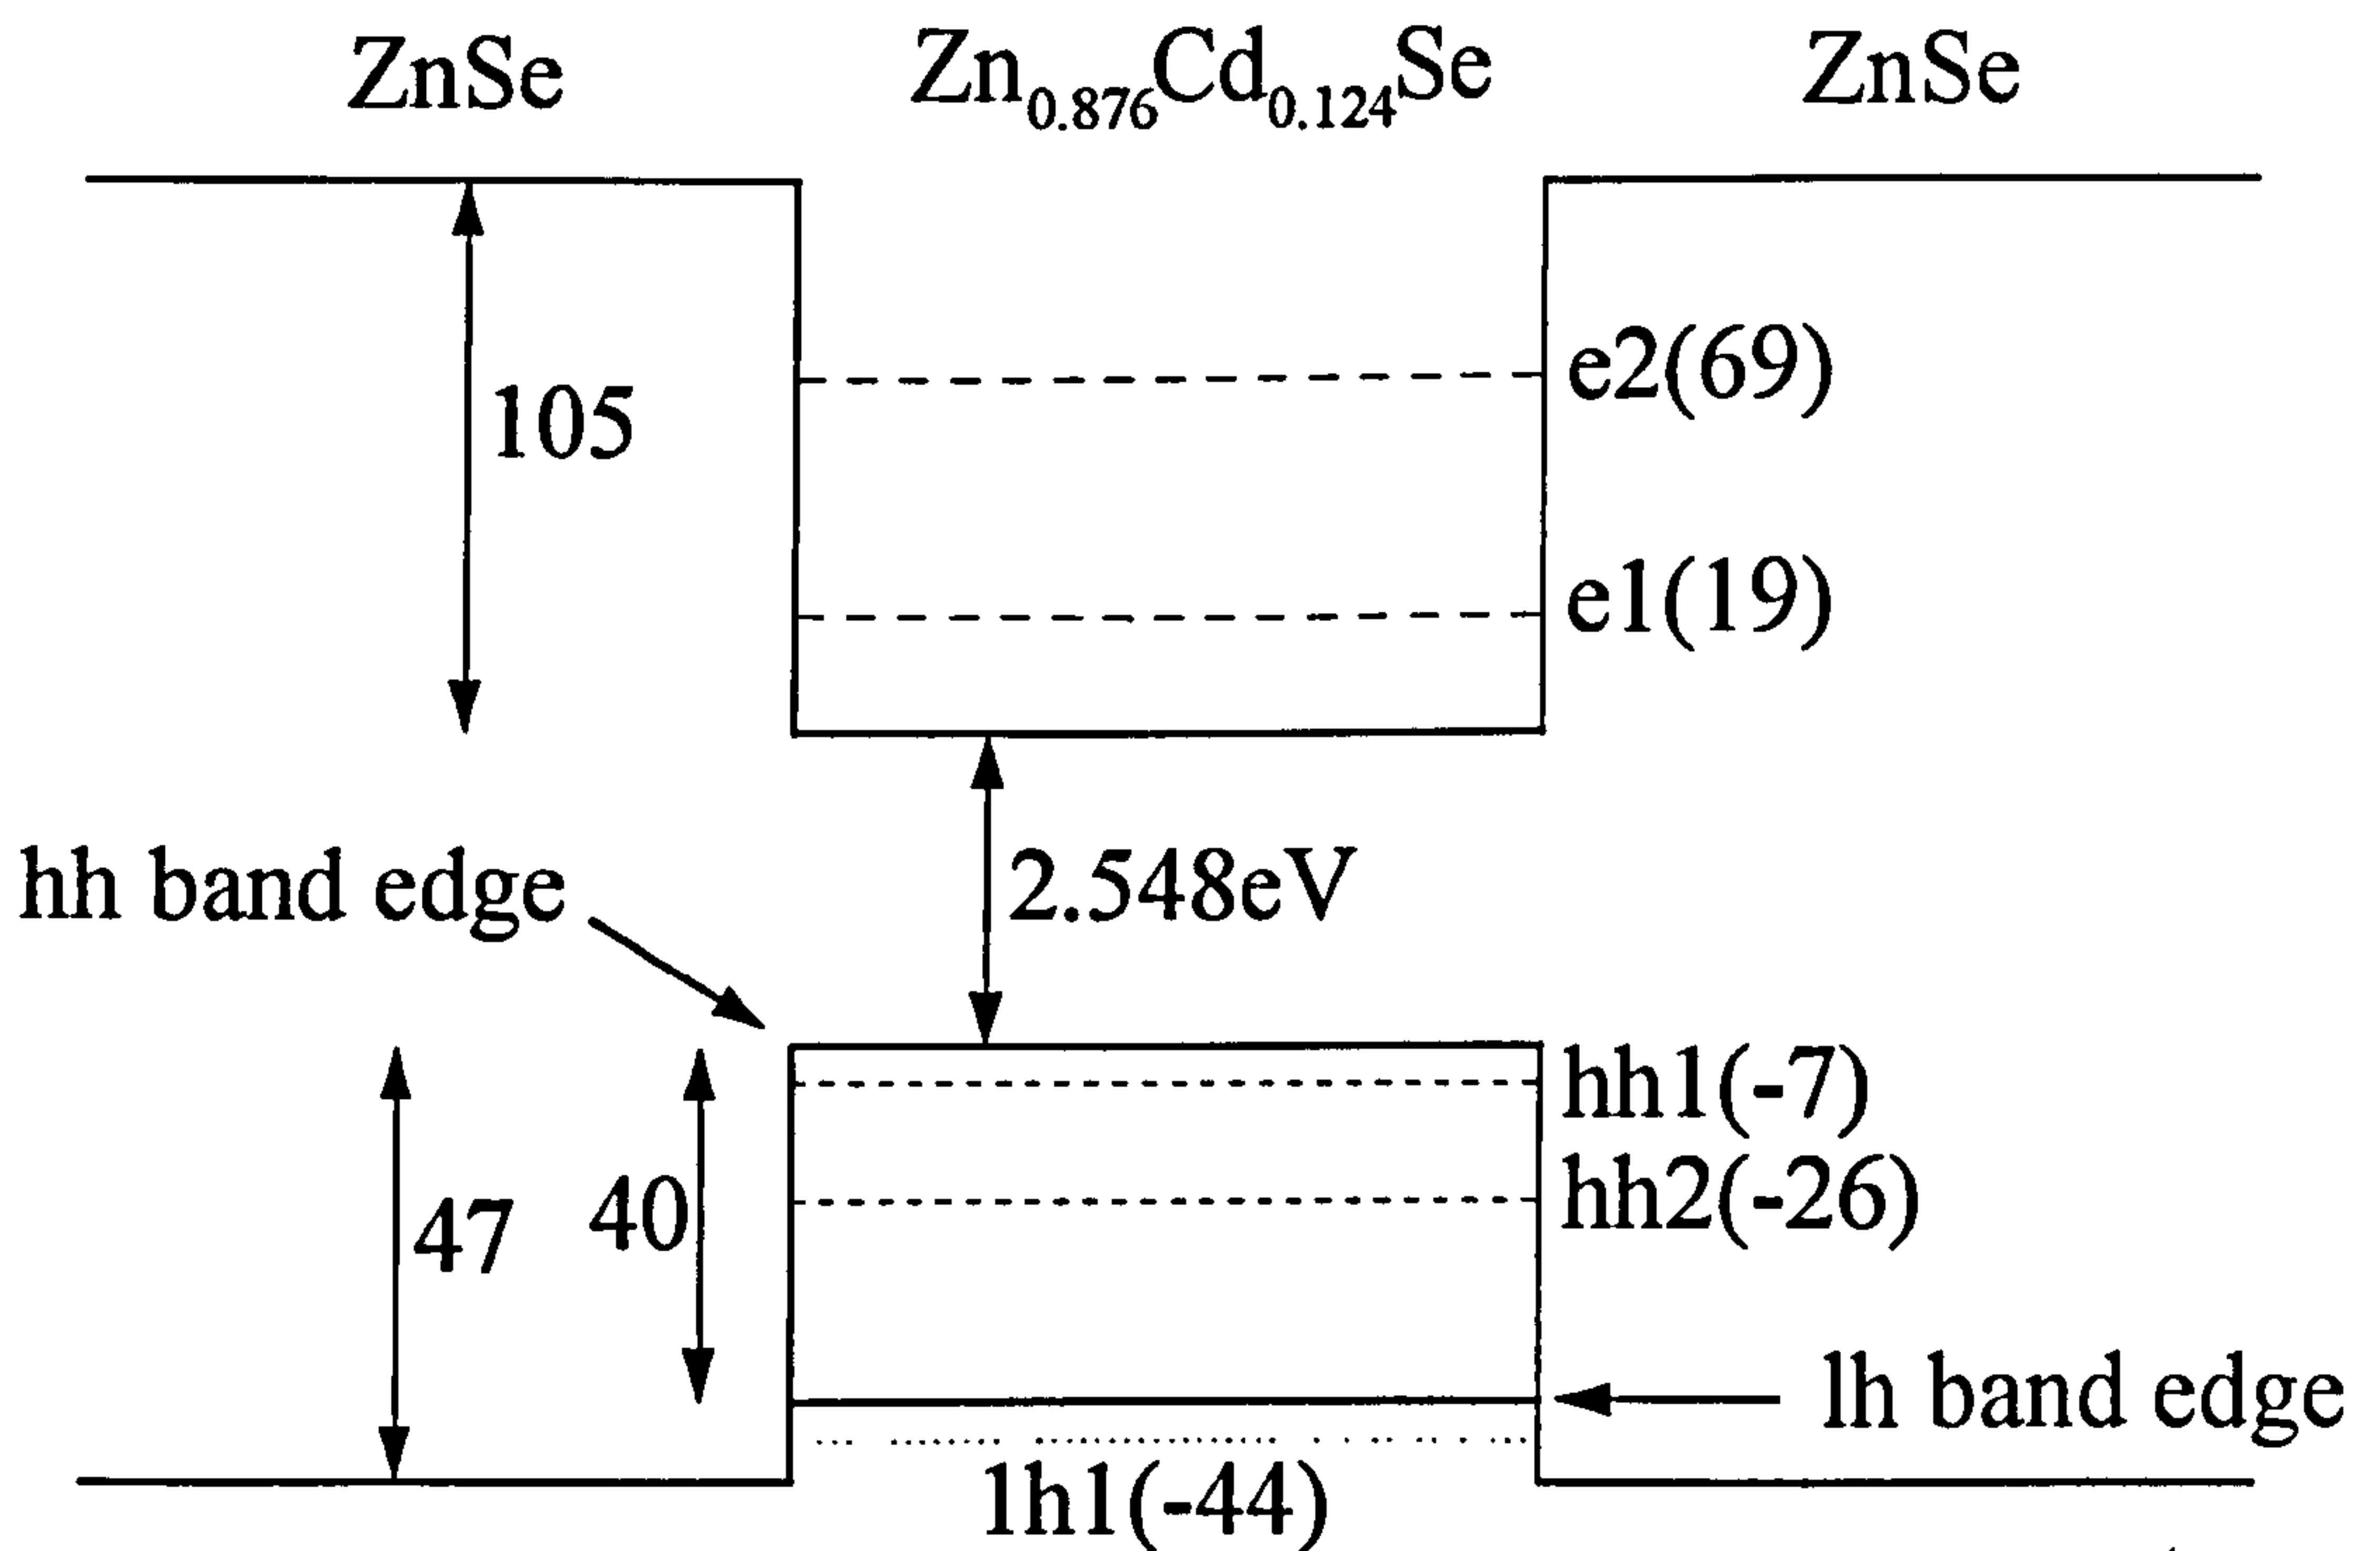 ZnSe
Zn0.876Cd0.124Se
ZnSe
105
e2(69)
e1(19)
2.548eV
hh band edge
hh1(-7)
hh2(-26)
47
40
lh band edge
1h1(-44)